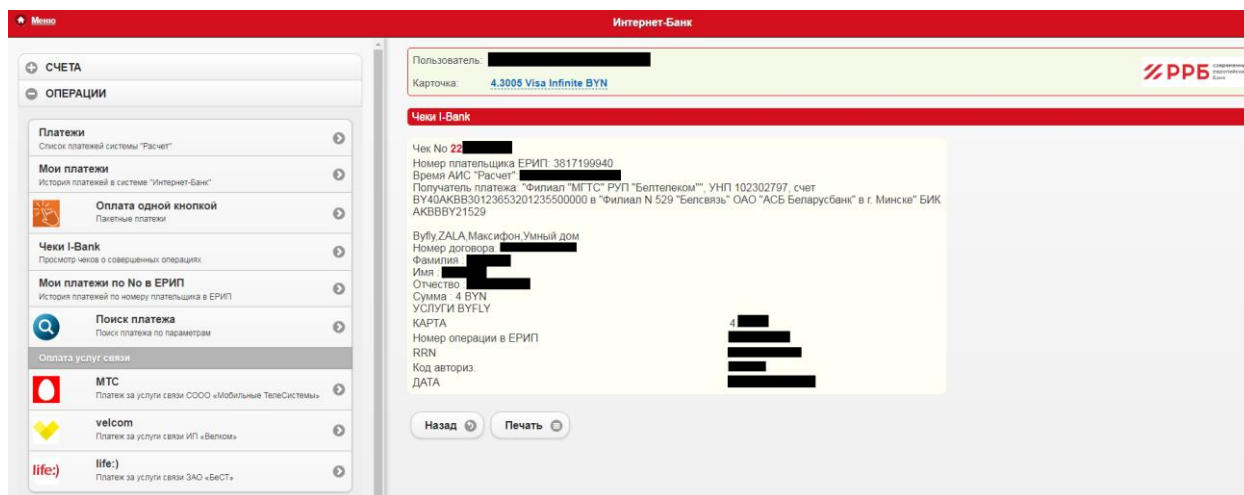 Меню
Интернет-Банк
СЧЕТА
ОПЕРАЦИИ
Платежи
Список платежей системы "Расчет"
Мои платежи
История платежей в системе "Интернет-Банк"
Оплата одной кнопкой
Пакетные платежи
Чеки I-Bank
Просмотр чеков о совершенных операциях
Мои платежи по No в ЕРИП
История платежей по номеру плательщика в ЕРИП
Поиск платежа
Поиск платежа по параметрам
Оплата услуг связи
МТС
Платеж за услуги связи СООО «Мобильные ТелеСистемы»
velcom
Платеж за услуги связи ИП «Велком»
life:)
life:)
Платеж за услуги связи ЗАО «БеСТ»
Пользователь:
Карточка: 4.3005 Visa Infinite BYN
РРБ
Чеки I-Bank
Чек No 22
Номер плательщика ЕРИП: 3817199940
Время АИС "Расчет":
Получатель платежа: "Филиал "МГТС" РУП "Белтелеком"", УНП 102302797, счет
BY40AKBB30123653201235500000 в "Филиал N 529 "Белсвязь" ОАО "АСБ Беларусбанк" в г. Минске" БИК
AKBBBY21529
Byfly,ZALA,Максифон,Умный дом
Номер договора:
Фамилия :
Имя :
Отчество :
Сумма : 4 BYN
УСЛУГИ BYFLY
КАРТА 4
Номер операции в ЕРИП
RRN
Код авториз.
ДАТА
Назад
Печать